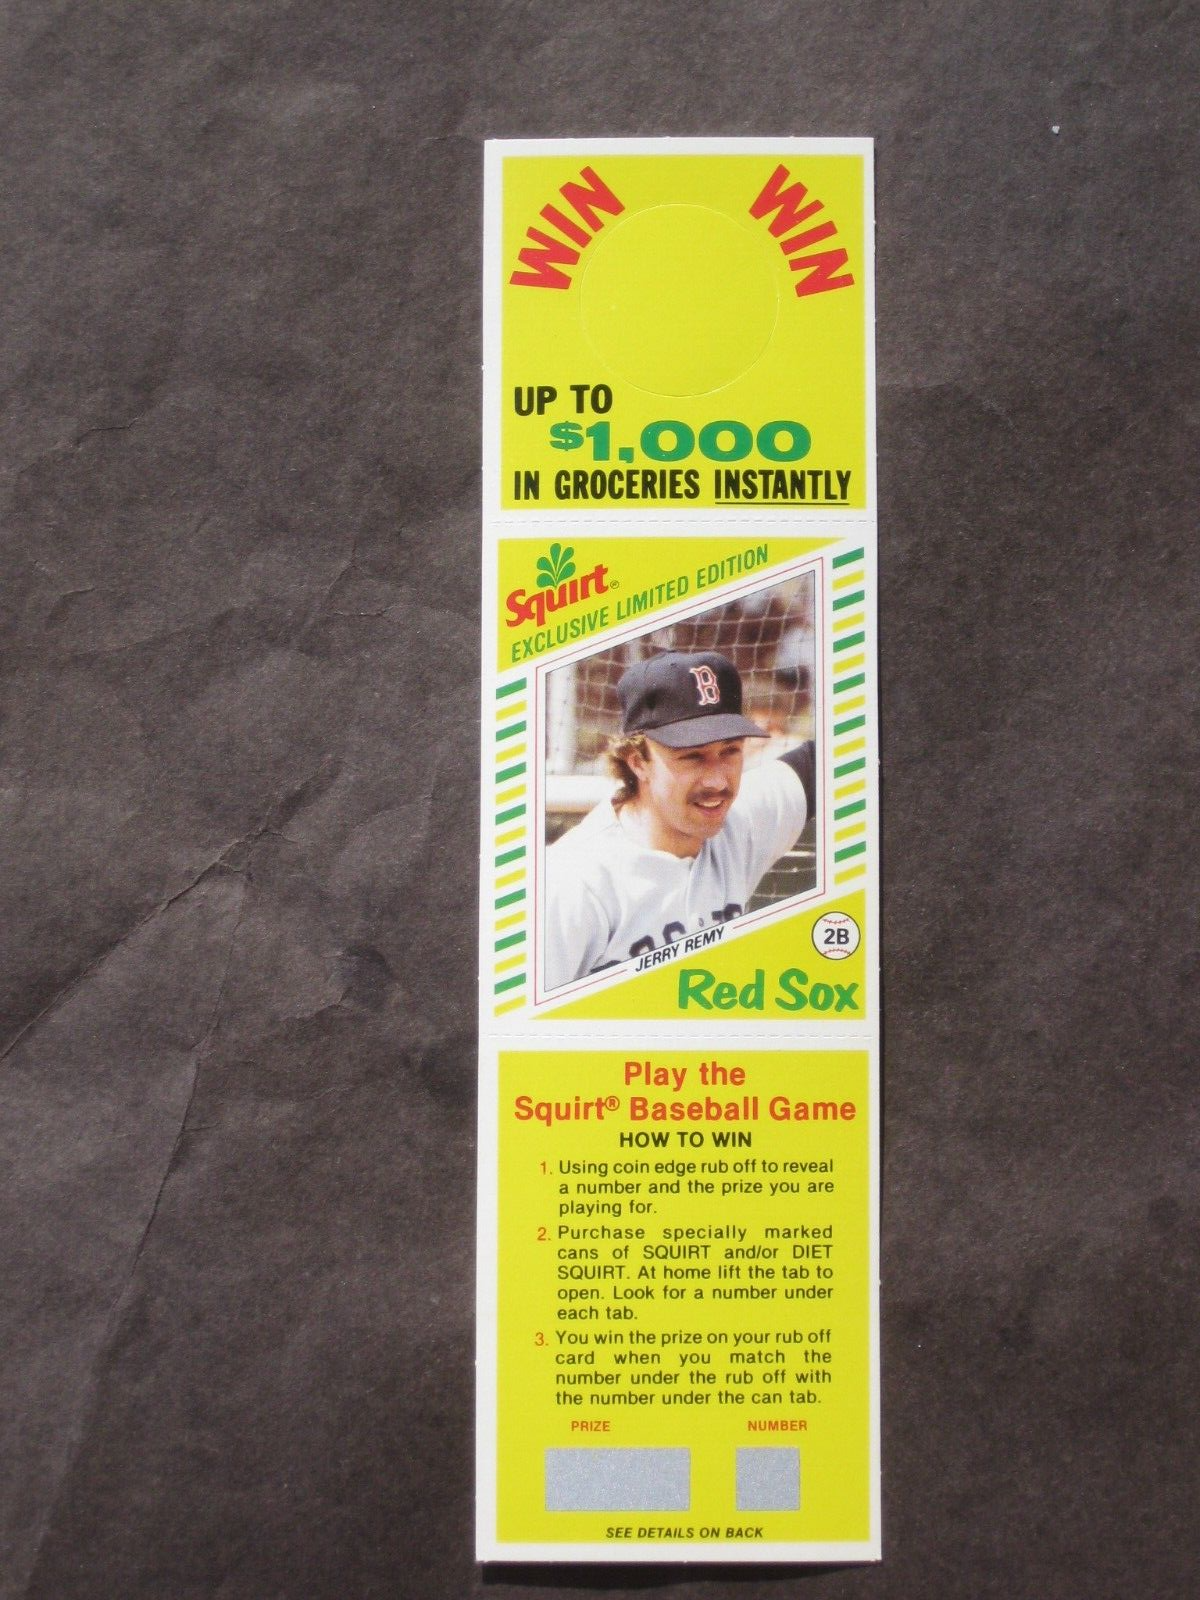 WIN WIN
UP TO
$1,000
IN GROCERIES INSTANTLY
Squirt®
EXCLUSIVE LIMITED EDITION
B
JERRY REMY
2B
Red Sox
Play the
Squirt® Baseball Game
HOW TO WIN
1. Using coin edge rub off to reveal
a number and the prize you are
playing for.
2. Purchase specially marked
cans of SQUIRT and/or DIET
SQUIRT. At home lift the tab to
open. Look for a number under
each tab.
3. You win the prize on your rub off
card when you match the
number under the rub off with
the number under the can tab.
PRIZE NUMBER
SEE DETAILS ON BACK